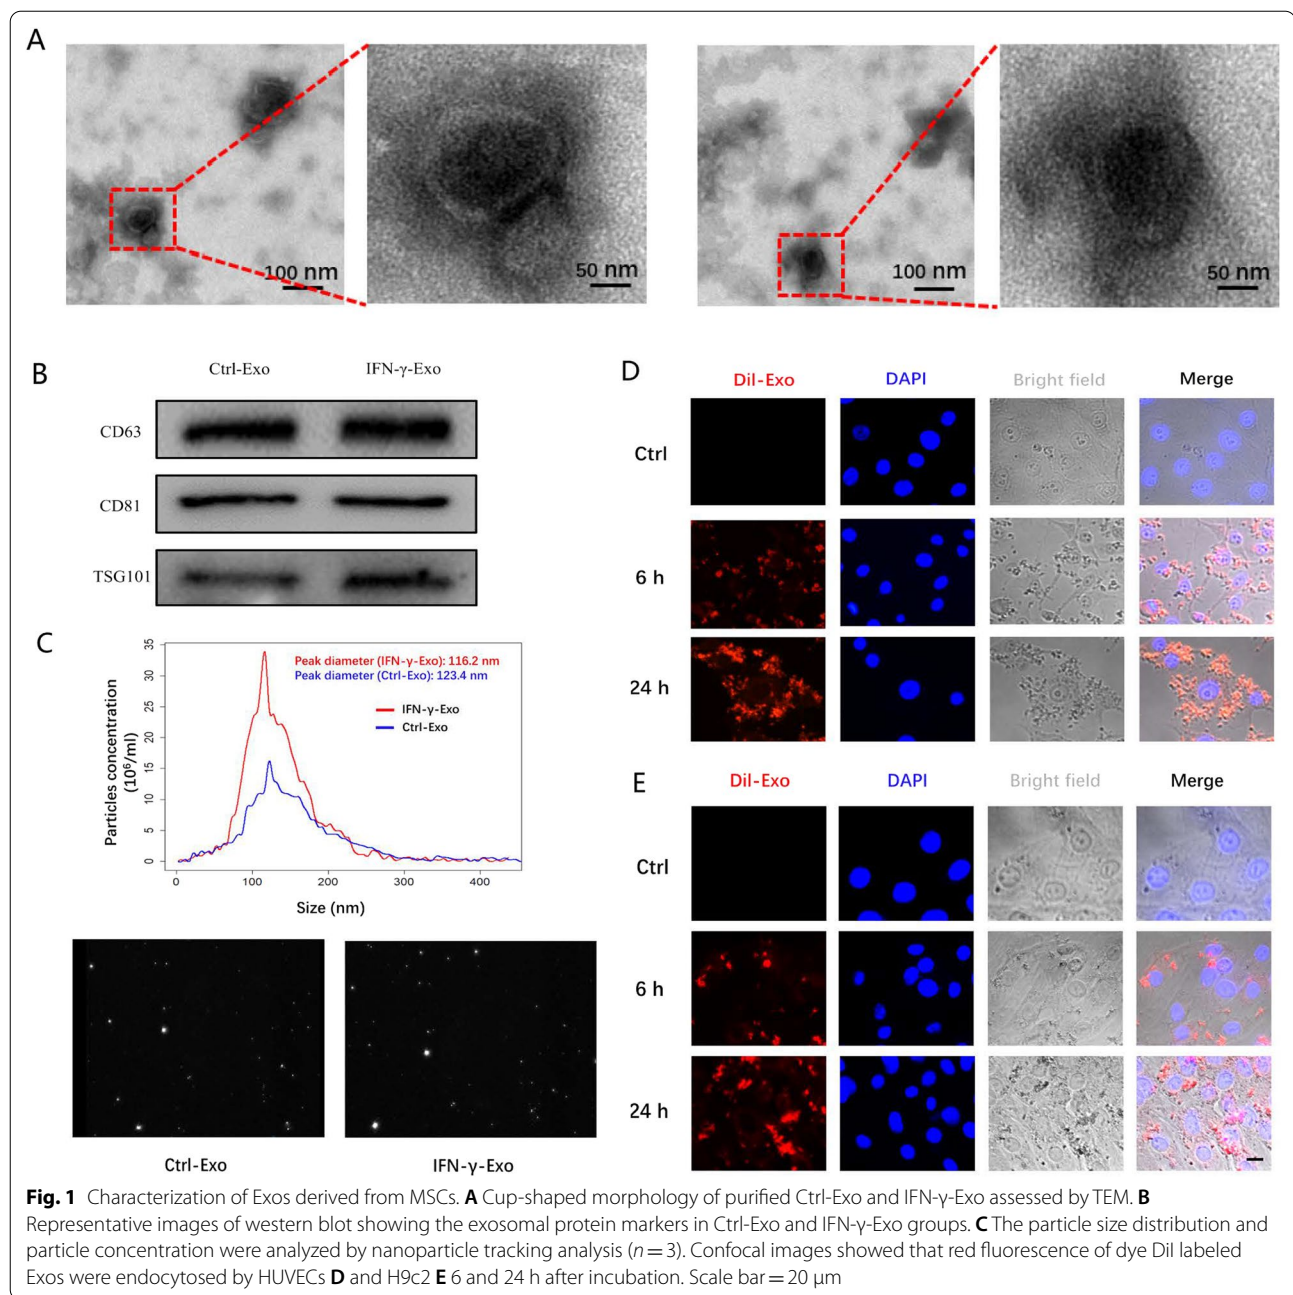 A
100 nm
50 nm
100 nm
50 nm
B
Ctrl-Exo
IFN-γ-Exo
CD63
CD81
TSG101
C
Particles concentration
(10⁶/ml)
35
30
25
20
15
10
5
0
Peak diameter (IFN-γ-Exo): 116.2 nm
Peak diameter (Ctrl-Exo): 123.4 nm
IFN-γ-Exo
Ctrl-Exo
0
100
200
300
400
Size (nm)
Ctrl-Exo
IFN-γ-Exo
D
Dil-Exo
DAPI
Bright field
Merge
Ctrl
6 h
24 h
E
Dil-Exo
DAPI
Bright field
Merge
Ctrl
6 h
24 h
Fig. 1 Characterization of Exos derived from MSCs. A Cup-shaped morphology of purified Ctrl-Exo and IFN-γ-Exo assessed by TEM. B
Representative images of western blot showing the exosomal protein markers in Ctrl-Exo and IFN-γ-Exo groups. C The particle size distribution and
particle concentration were analyzed by nanoparticle tracking analysis (n = 3). Confocal images showed that red fluorescence of dye Dil labeled
Exos were endocytosed by HUVECs D and H9c2 E 6 and 24 h after incubation. Scale bar = 20 μm